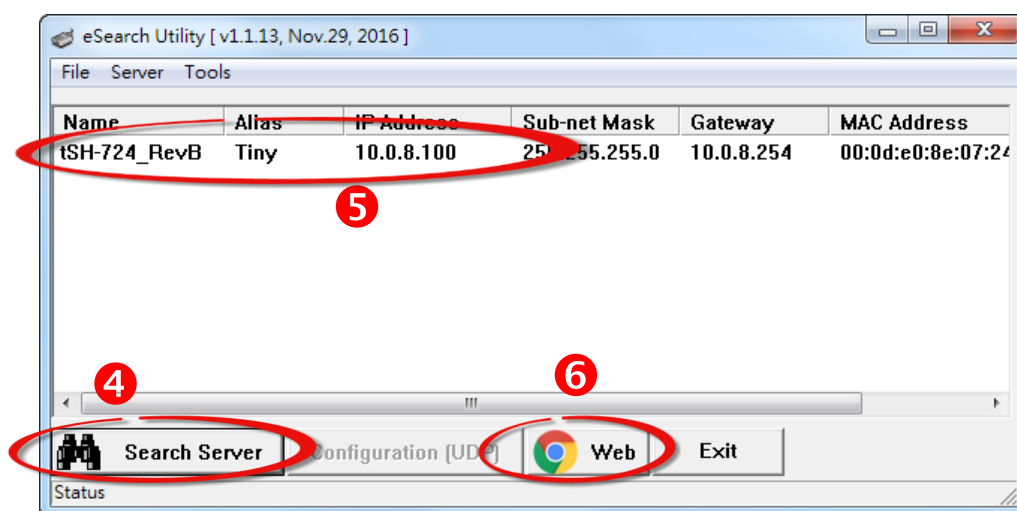 eSearch Utility [ v1.1.13, Nov.29, 2016 ]
File Server Tools
Name Alias IP Address Sub-net Mask Gateway MAC Address
tSH-724_RevB Tiny 10.0.8.100 255.255.255.0 10.0.8.254 00:0d:e0:8e:07:24
5
4 6
Search Server Configuration (UDP) Web Exit
Status